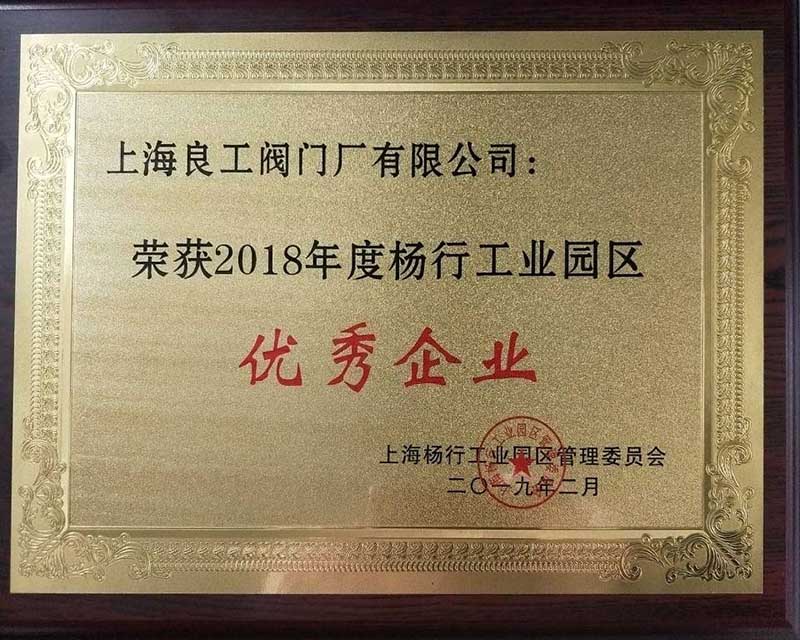 上海良工阀门厂有限公司：
荣获2018年度杨行工业园区
优秀企业
上海杨行工业园区管理委员会
二〇一九年二月